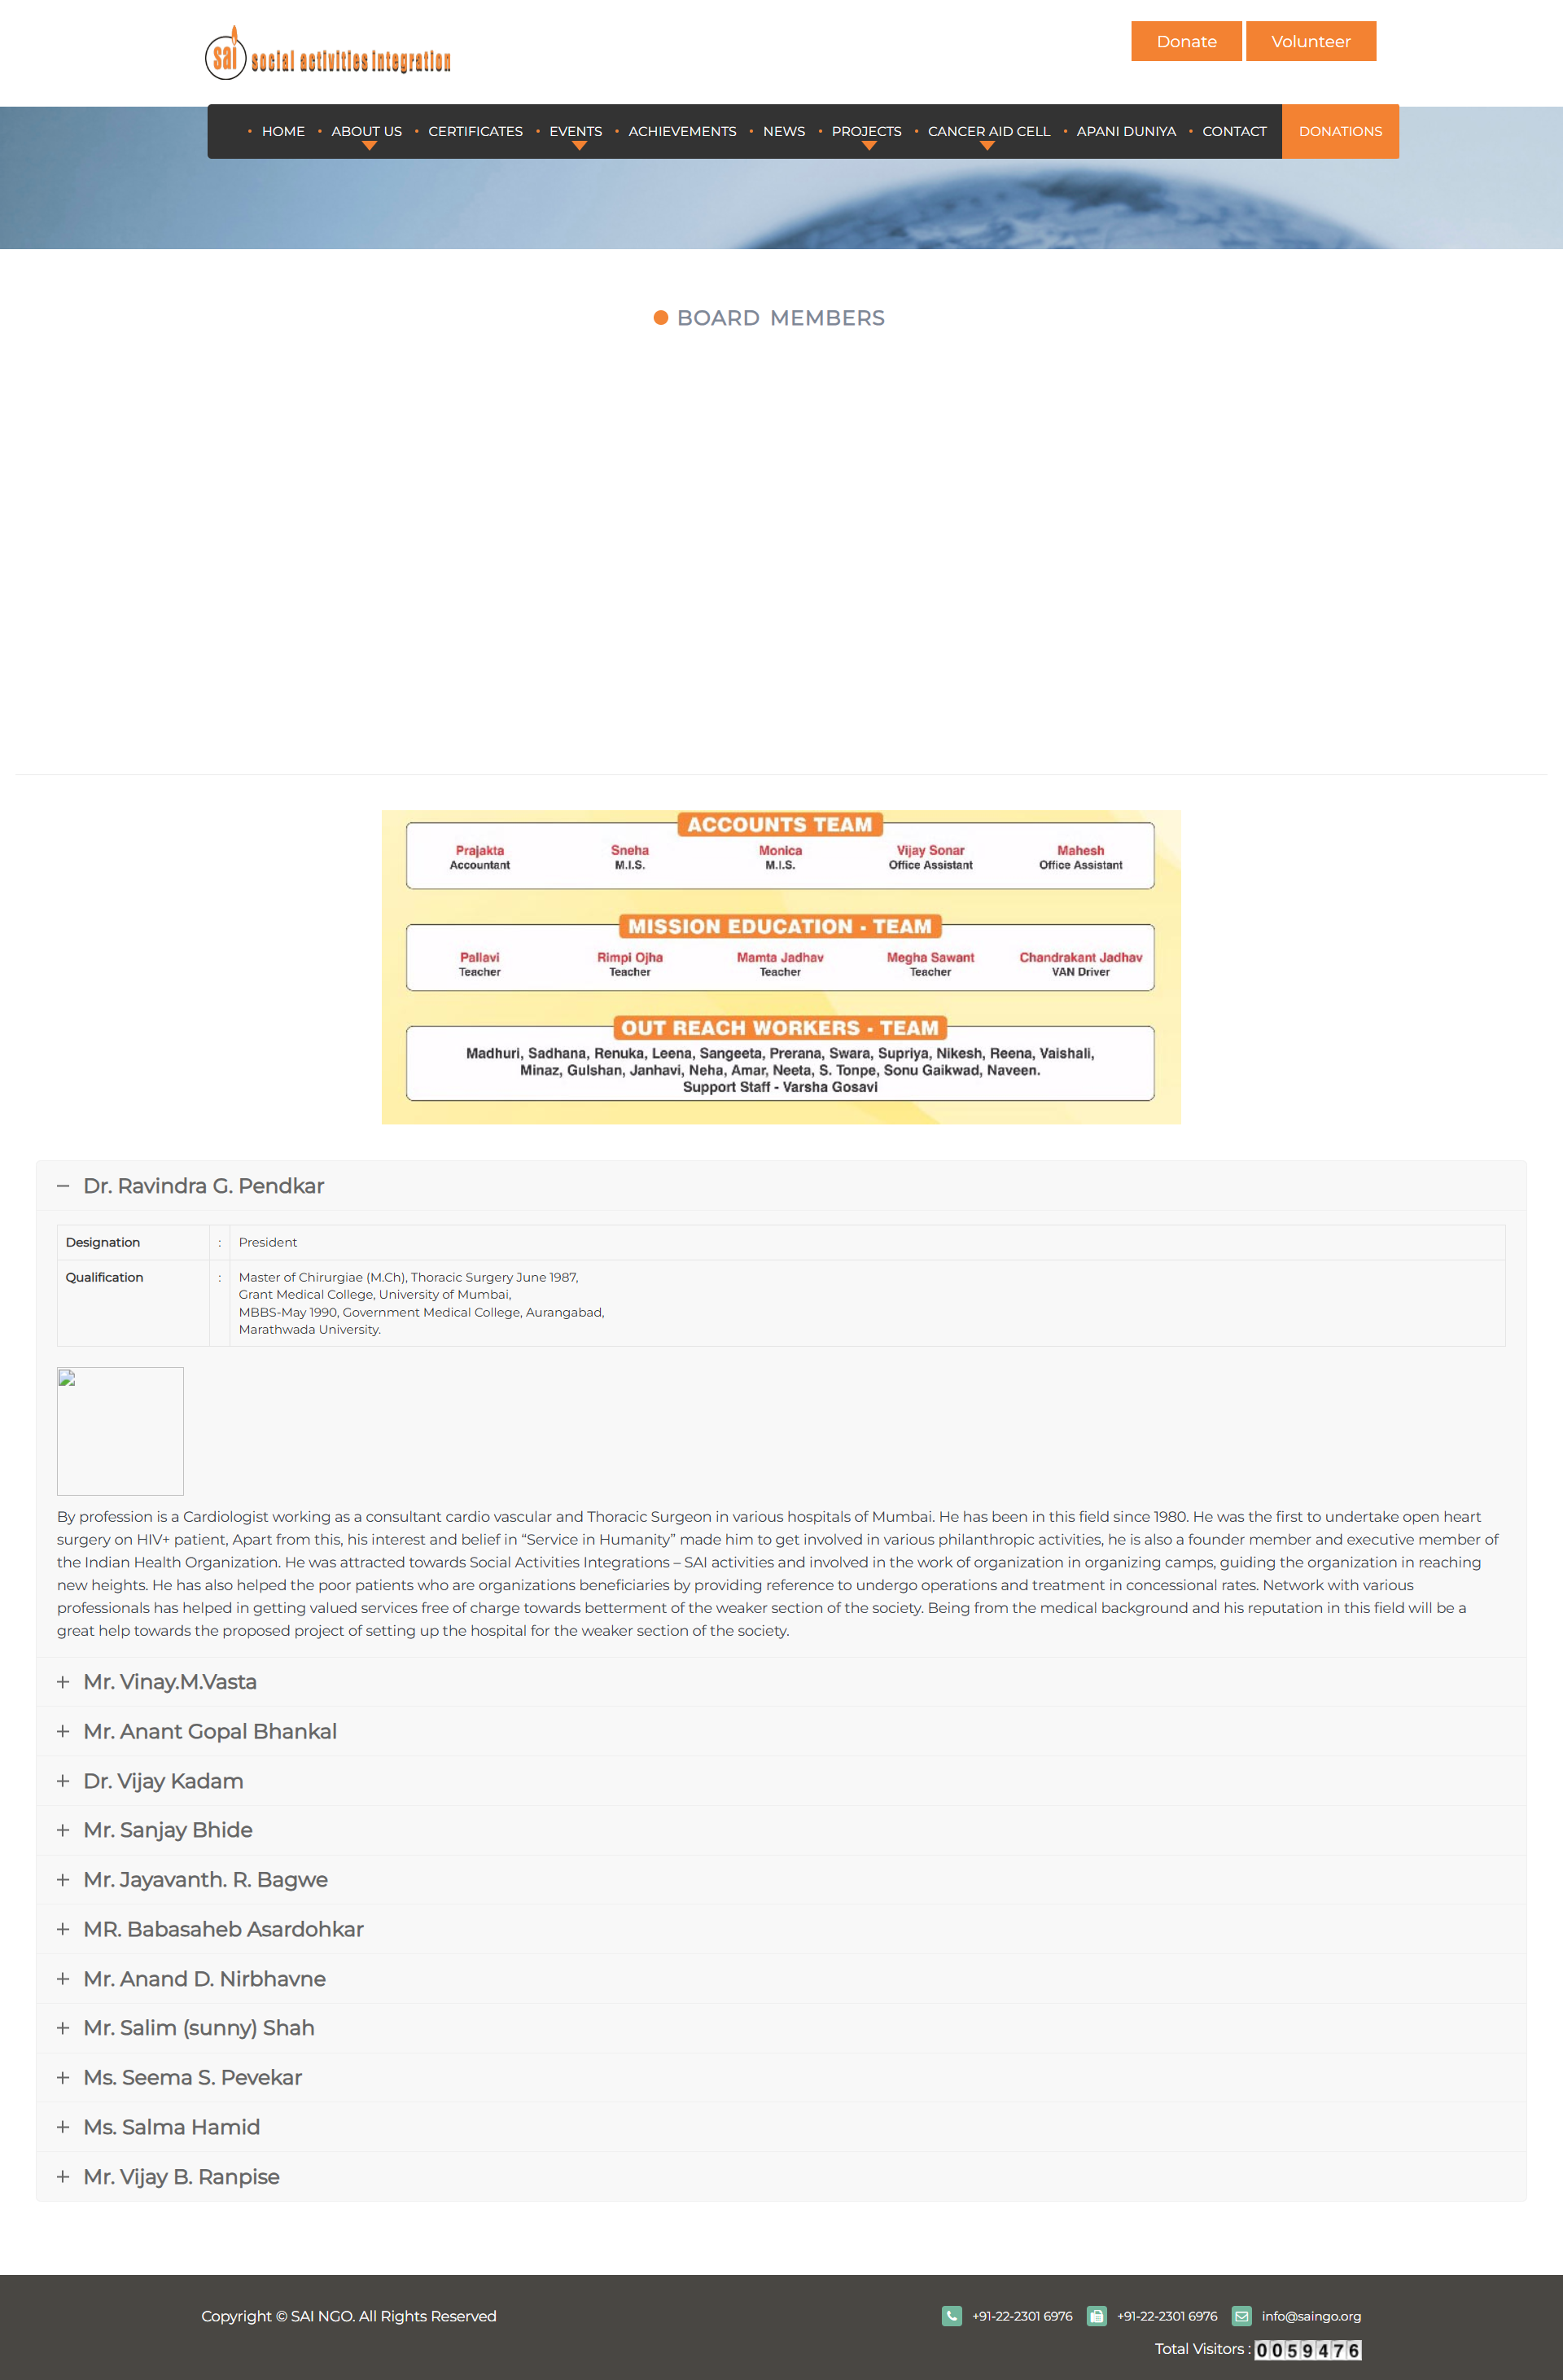 sai social activities integration
Donate Volunteer
HOME ABOUT US CERTIFICATES EVENTS ACHIEVEMENTS NEWS PROJECTS CANCER AID CELL APANI DUNIYA CONTACT DONATIONS
BOARD MEMBERS
ACCOUNTS TEAM
Prajakta Sneha Monica Vijay Sonar Mahesh
Accountant M.I.S. M.I.S. Office Assistant Office Assistant
MISSION EDUCATION - TEAM
Pallavi Rimpi Ojha Mamta Jadhav Megha Sawant Chandrakant Jadhav
Teacher Teacher Teacher Teacher VAN Driver
OUT REACH WORKERS - TEAM
Madhuri, Sadhana, Renuka, Leena, Sangeeta, Prerana, Swara, Supriya, Nikesh, Reena, Vaishali,
Minaz, Gulshan, Janhavi, Neha, Amar, Neeta, S. Tonpe, Sonu Gaikwad, Naveen.
Support Staff - Varsha Gosavi
Dr. Ravindra G. Pendkar
Designation : President
Qualification : Master of Chirurgiae (M.Ch), Thoracic Surgery June 1987,
Grant Medical College, University of Mumbai,
MBBS-May 1990, Government Medical College, Aurangabad,
Marathwada University.
By profession is a Cardiologist working as a consultant cardio vascular and Thoracic Surgeon in various hospitals of Mumbai. He has been in this field since 1980. He was the first to undertake open heart
surgery on HIV+ patient, Apart from this, his interest and belief in “Service in Humanity” made him to get involved in various philanthropic activities, he is also a founder member and executive member of
the Indian Health Organization. He was attracted towards Social Activities Integrations – SAI activities and involved in the work of organization in organizing camps, guiding the organization in reaching
new heights. He has also helped the poor patients who are organizations beneficiaries by providing reference to undergo operations and treatment in concessional rates. Network with various
professionals has helped in getting valued services free of charge towards betterment of the weaker section of the society. Being from the medical background and his reputation in this field will be a
great help towards the proposed project of setting up the hospital for the weaker section of the society.
Mr. Vinay.M.Vasta
Mr. Anant Gopal Bhankal
Dr. Vijay Kadam
Mr. Sanjay Bhide
Mr. Jayavanth. R. Bagwe
MR. Babasaheb Asardohkar
Mr. Anand D. Nirbhavne
Mr. Salim (sunny) Shah
Ms. Seema S. Pevekar
Ms. Salma Hamid
Mr. Vijay B. Ranpise
Copyright © SAI NGO. All Rights Reserved +91-22-2301 6976 +91-22-2301 6976 info@saingo.org
Total Visitors : 0059476